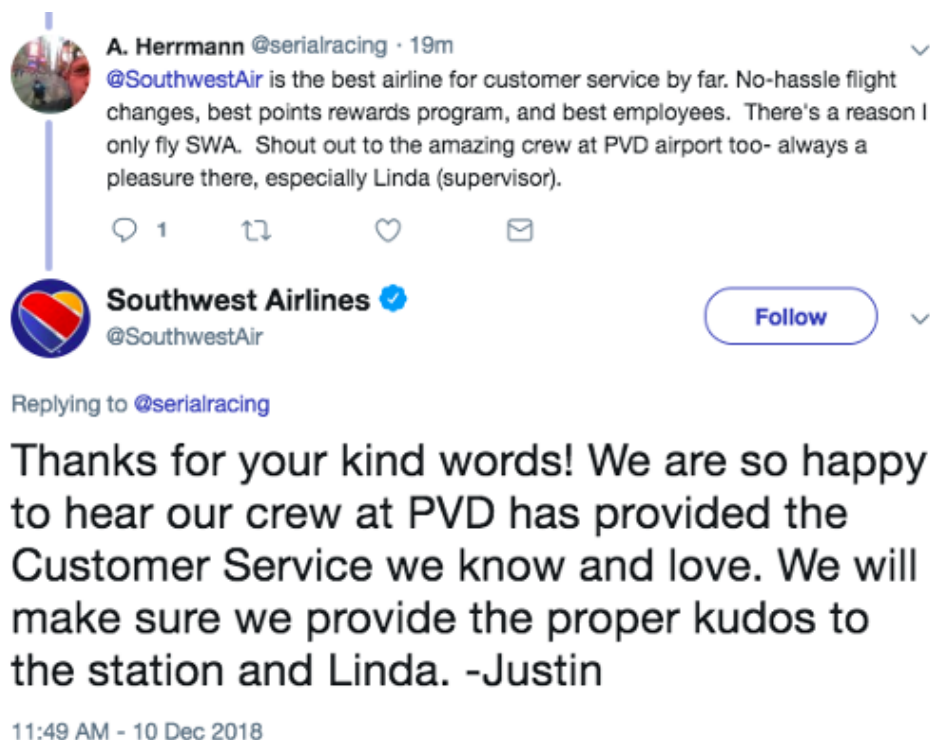 A. Herrmann @serialracing · 19m
@SouthwestAir is the best airline for customer service by far. No-hassle flight
changes, best points rewards program, and best employees.  There's a reason I
only fly SWA.  Shout out to the amazing crew at PVD airport too- always a
pleasure there, especially Linda (supervisor).
1
Southwest Airlines
Follow
@SouthwestAir
Replying to @serialracing
Thanks for your kind words! We are so happy
to hear our crew at PVD has provided the
Customer Service we know and love. We will
make sure we provide the proper kudos to
the station and Linda. -Justin
11:49 AM - 10 Dec 2018